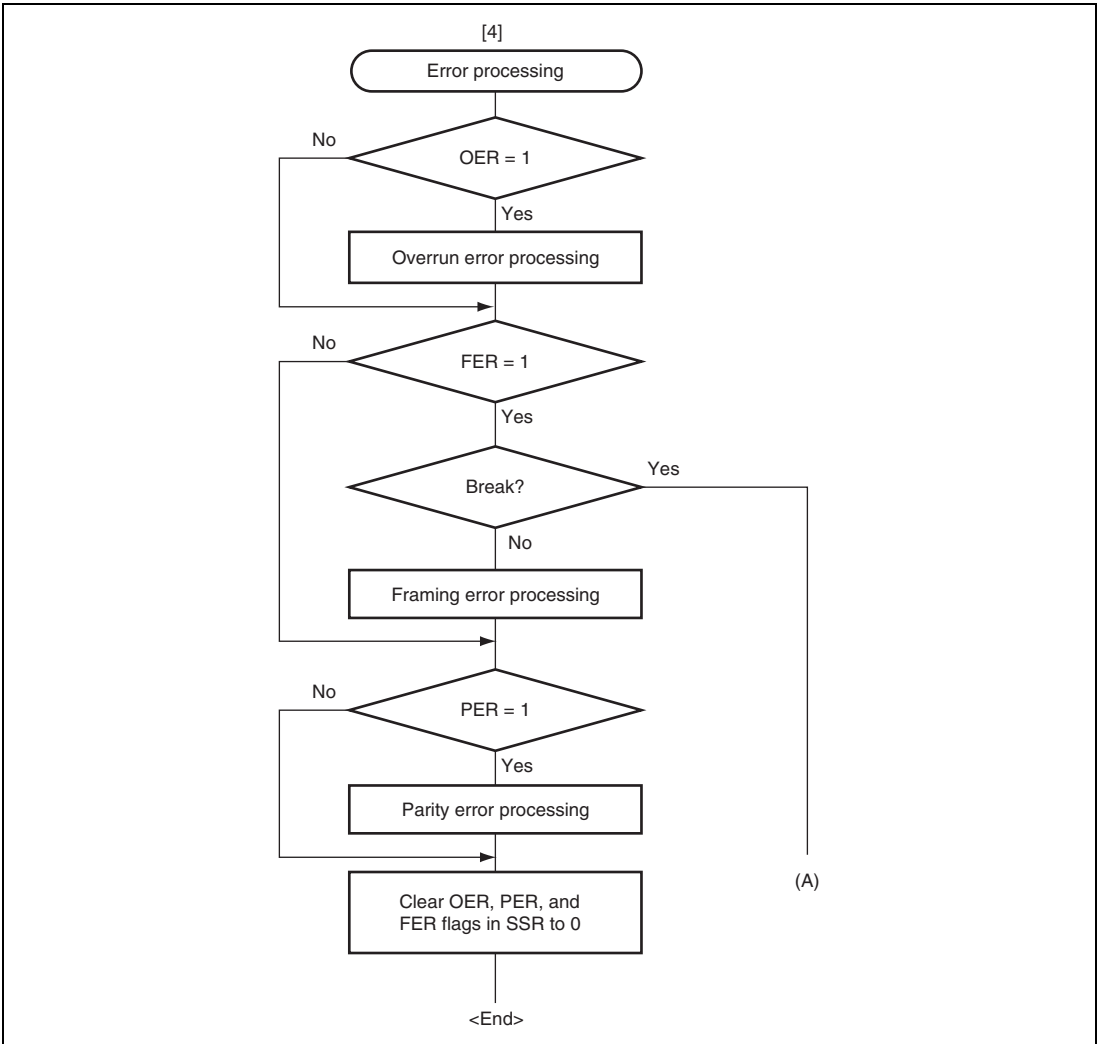 [4]
Error processing
No
OER = 1
Yes
Overrun error processing
No
FER = 1
Yes
Break?
Yes
No
Framing error processing
No
PER = 1
Yes
Parity error processing
(A)
Clear OER, PER, and
FER flags in SSR to 0
<End>